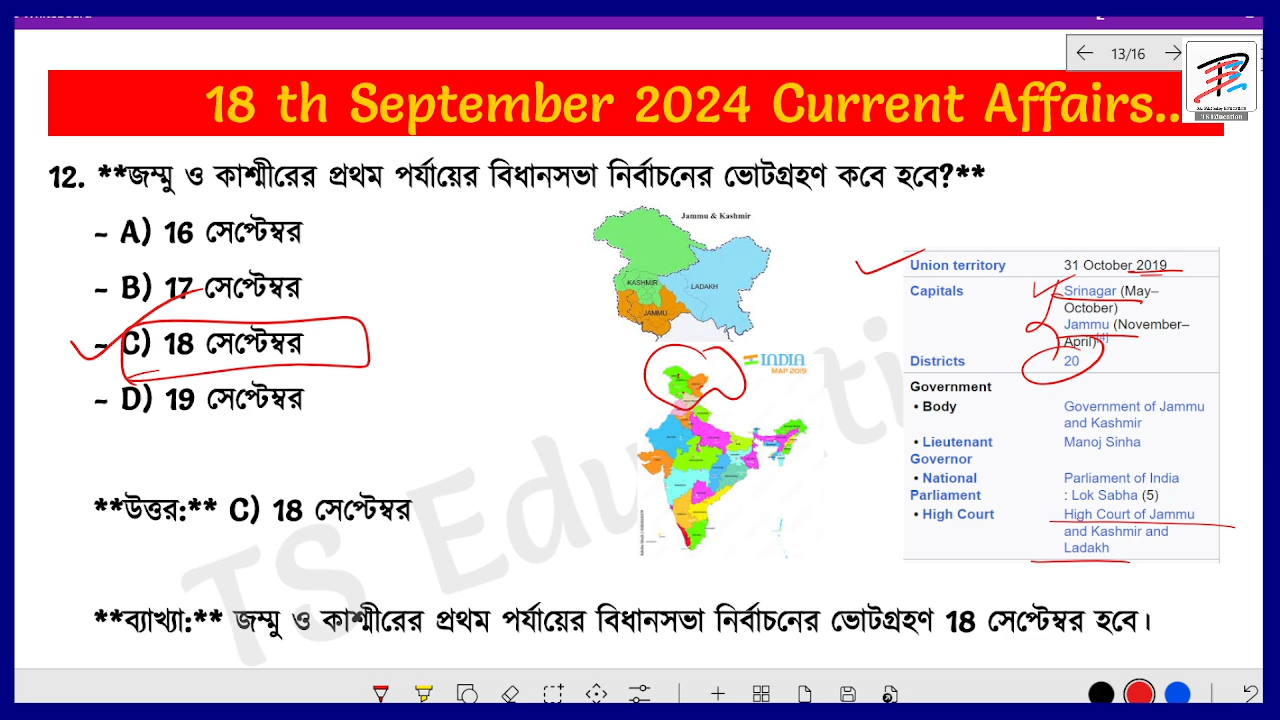 13/16
18 th September 2024 Current Affairs..
TS Education
12. **জম্মু ও কাশ্মীরের প্রথম পর্যায়ের বিধানসভা নির্বাচনের ভোটগ্রহণ কবে হবে?**
- A) 16 সেপ্টেম্বর
- B) 17 সেপ্টেম্বর
- C) 18 সেপ্টেম্বর
- D) 19 সেপ্টেম্বর
**উত্তর:** C) 18 সেপ্টেম্বর
**ব্যাখ্যা:** জম্মু ও কাশ্মীরের প্রথম পর্যায়ের বিধানসভা নির্বাচনের ভোটগ্রহণ 18 সেপ্টেম্বর হবে।
Jammu & Kashmir
KASHMIR
LADAKH
JAMMU
INDIA
MAP 2019
Union territory 31 October 2019
Capitals Srinagar (May–
October)
Jammu (November–
April)[4]
Districts 20
Government
• Body Government of Jammu
and Kashmir
• Lieutenant Manoj Sinha
Governor
• National Parliament of India
Parliament : Lok Sabha (5)
• High Court High Court of Jammu
and Kashmir and
Ladakh